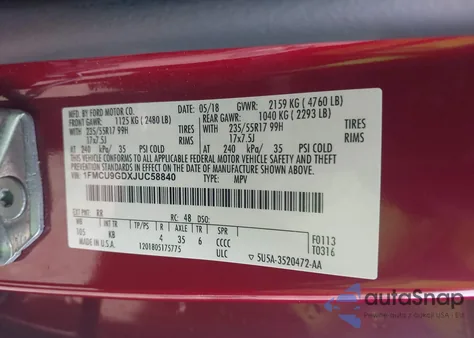 MFD. BY FORD MOTOR CO.
05/18 GVWR: 2159 KG ( 4760 LB)
FRONT GAWR: 1125 KG ( 2480 LB)
REAR GAWR: 1040 KG ( 2293 LB)
235/55R17 99H TIRES 235/55R17 99H TIRES
17x7.5J RIMS 17x7.5J RIMS
AT 240 kPa/ 35 PSI COLD AT 240 kPa/ 35 PSI COLD
THIS VEHICLE CONFORMS TO ALL APPLICABLE FEDERAL MOTOR VEHICLE SAFETY, BUMPER, AND
THEFT PREVENTION STANDARDS IN EFFECT ON THE DATE OF MANUFACTURE SHOWN ABOVE.
VIN: 1FMCU9GDXJUC58840
TYPE: MPV
EXT PNT: RR RC: 48 DSO:
WB INT TR TP/PS R AXLE TR SPR
105 KB 4 35 6 CCCC
MADE IN U.S.A. 1201805175775 ULC
F0113
T0316
5U5A-3520472-AA
autoSnap